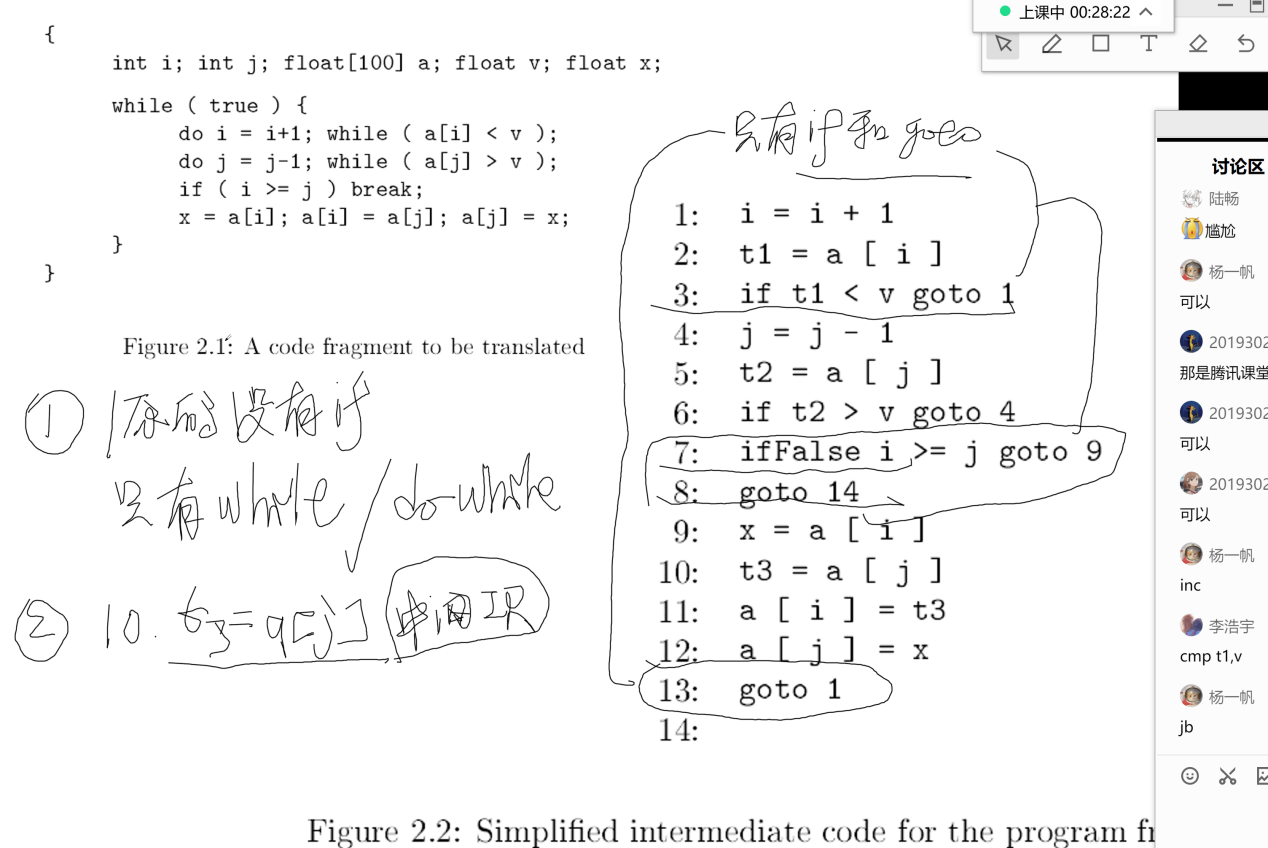 {
int i; int j; float[100] a; float v; float x;
while ( true ) {
do i = i+1; while ( a[i] < v );
do j = j-1; while ( a[j] > v );
if ( i >= j ) break;
x = a[i]; a[i] = a[j]; a[j] = x;
}
}
Figure 2.1: A code fragment to be translated
① 原码没有if
只有while / do-while
② 10. t3=a[j] 中间IR
只有if和goto
1: i = i + 1
2: t1 = a [ i ]
3: if t1 < v goto 1
4: j = j - 1
5: t2 = a [ j ]
6: if t2 > v goto 4
7: ifFalse i >= j goto 9
8: goto 14
9: x = a [ i ]
10: t3 = a [ j ]
11: a [ i ] = t3
12: a [ j ] = x
13: goto 1
14:
Figure 2.2: Simplified intermediate code for the program fr
上课中 00:28:22
T
讨论区
陆畅
尴尬
杨一帆
可以
2019302
那是腾讯课堂
2019302
可以
2019302
可以
杨一帆
inc
李浩宇
cmp t1,v
杨一帆
jb